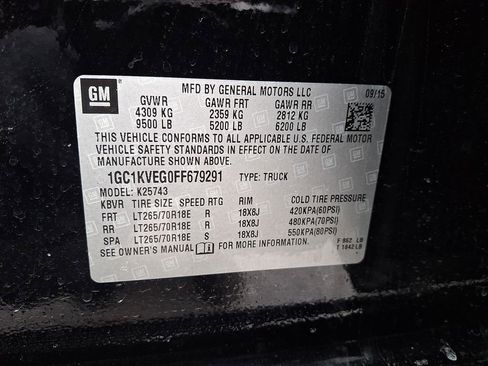 GM
MFD BY GENERAL MOTORS LLC
09/15
GVWR GAWR FRT GAWR RR
4309 KG 2359 KG 2812 KG
9500 LB 5200 LB 6200 LB
THIS VEHICLE CONFORMS TO ALL APPLICABLE U.S. FEDERAL MOTOR
VEHICLE SAFETY STANDARDS IN EFFECT ON THE DATE OF
MANUFACTURE SHOWN ABOVE.
1GC1KVEG0FF679291 TYPE: TRUCK
MODEL: K25743
KBVR TIRE SIZE SPEED RTG RIM COLD TIRE PRESSURE
FRT LT265/70R18E R 18X8J 420KPA(60PSI)
RR LT265/70R18E R 18X8J 480KPA(70PSI)
SPA LT265/70R18E S 18X8J 550KPA(80PSI)
SEE OWNER'S MANUAL FOR MORE INFORMATION.
F 862 LB
T 1842 LB